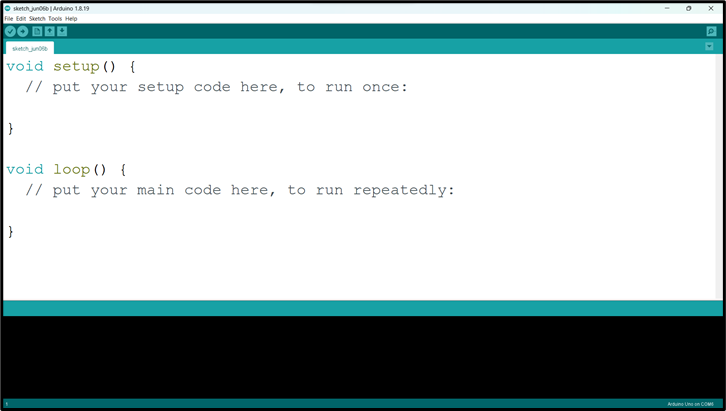 sketch_jun06b | Arduino 1.8.19
File Edit Sketch Tools Help
sketch_jun06b
void setup() {
  // put your setup code here, to run once:
}
void loop() {
  // put your main code here, to run repeatedly:
}
1
Arduino Uno on COM6